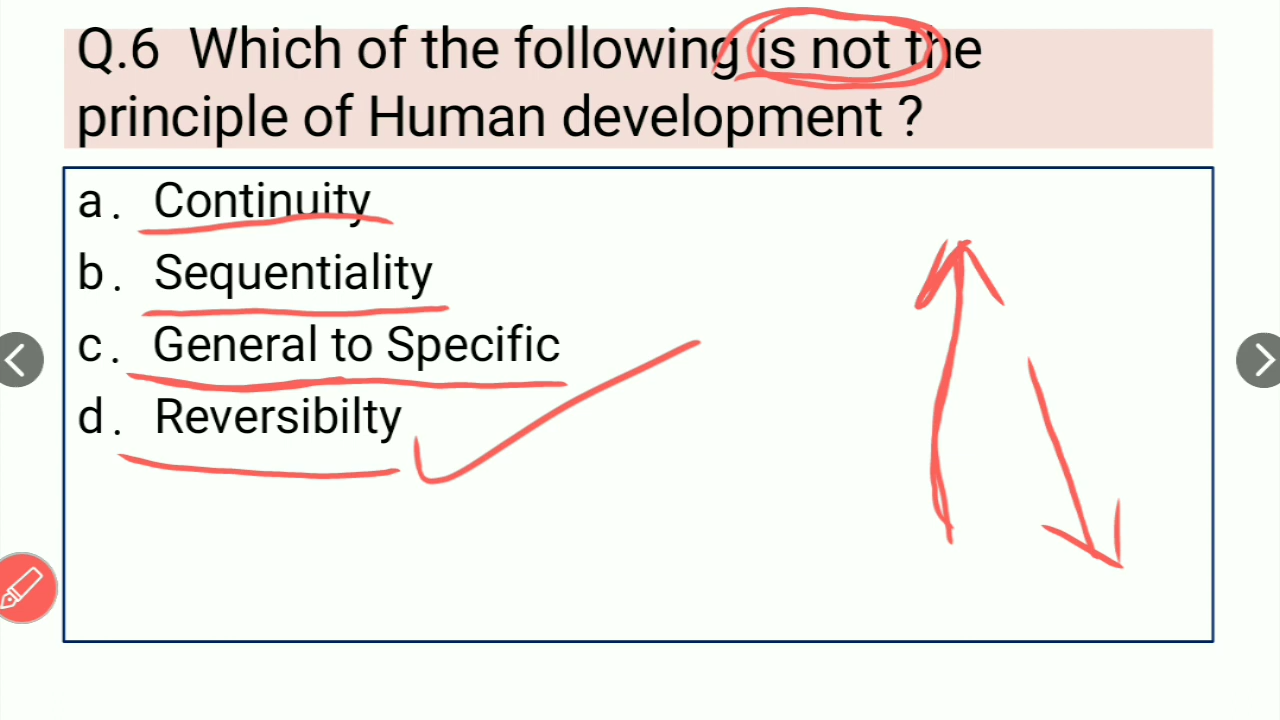 Q.6 Which of the following is not the
principle of Human development ?
a. Continuity
b. Sequentiality
c. General to Specific
d. Reversibilty